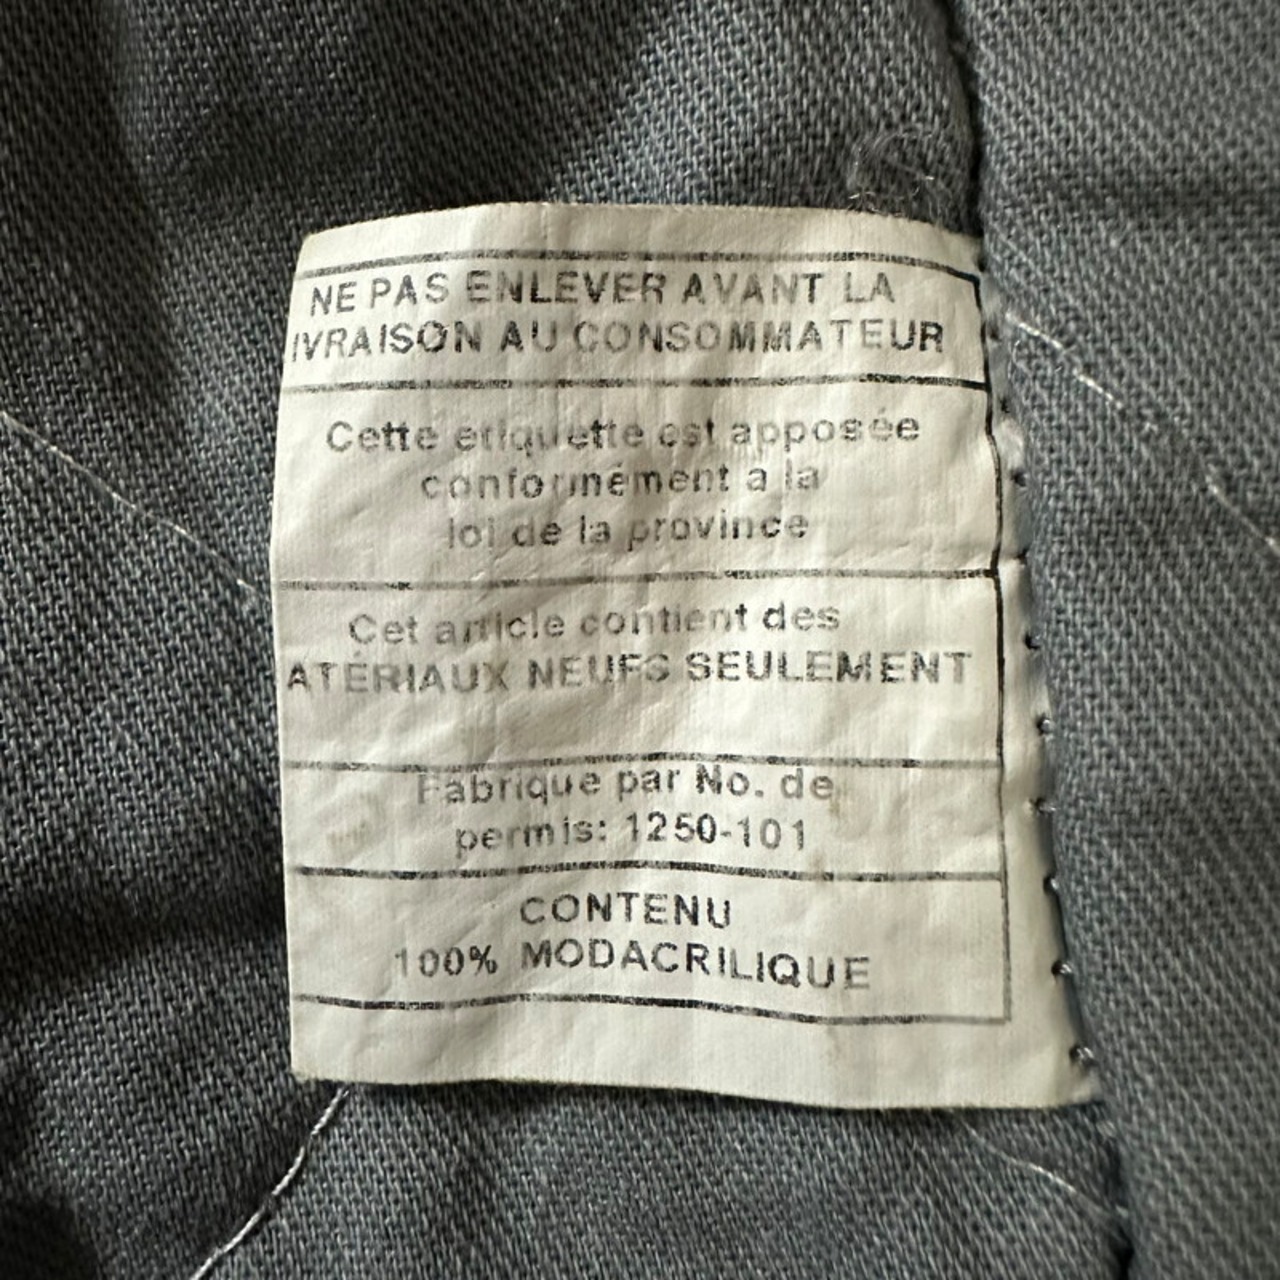 NE PAS ENLEVER AVANT LA
IVRAISON AU CONSOMMATEUR
Cette etiquette est apposée
conformément a la
loi de la province
Cet article contient des
ATÉRIAUX NEUFS SEULEMENT
Fabrique par No. de
permis: 1250-101
CONTENU
100% MODACRILIQUE